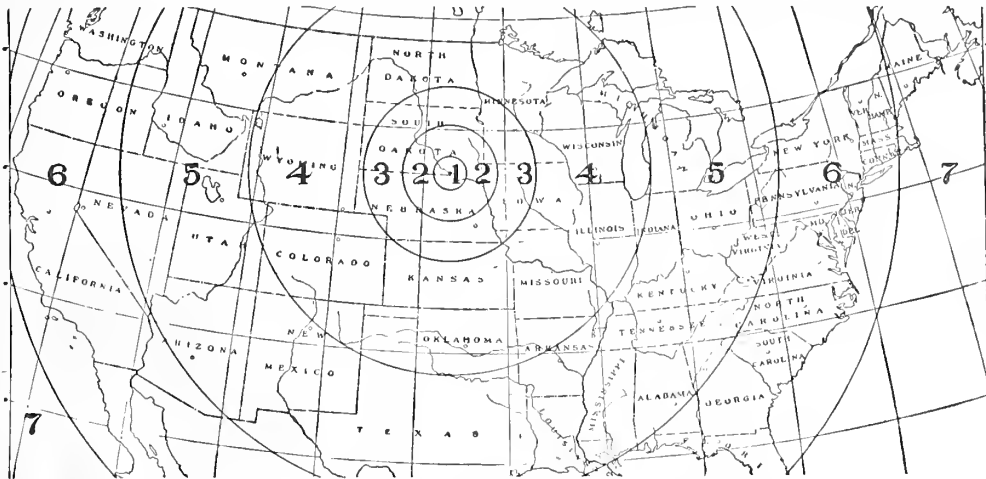 WASHINGTON
MONTANA
NORTH
DAKOTA
MINNESOTA
MAINE
OREGON
IDAHO
WYOMING
SOUTH
DAKOTA
WISCONSIN
NEW YORK
VER.
N.
HAMP.
MASS.
6 5 4 3 2 1 2 3 4 5 6 7
NEVADA
UTAH
NEBRASKA
IOWA
ILLINOIS
INDIANA
OHIO
PENNSYLVANIA
WEST
VIRGINIA
DEL
CALIFORNIA
COLORADO
KANSAS
MISSOURI
KENTUCKY
VIRGINIA
ARIZONA
NEW
MEXICO
OKLAHOMA
ARKANSAS
TENNESSEE
NORTH
CAROLINA
SOUTH
CAROLINA
MISSISSIPPI
ALABAMA
GEORGIA
7
TEXAS